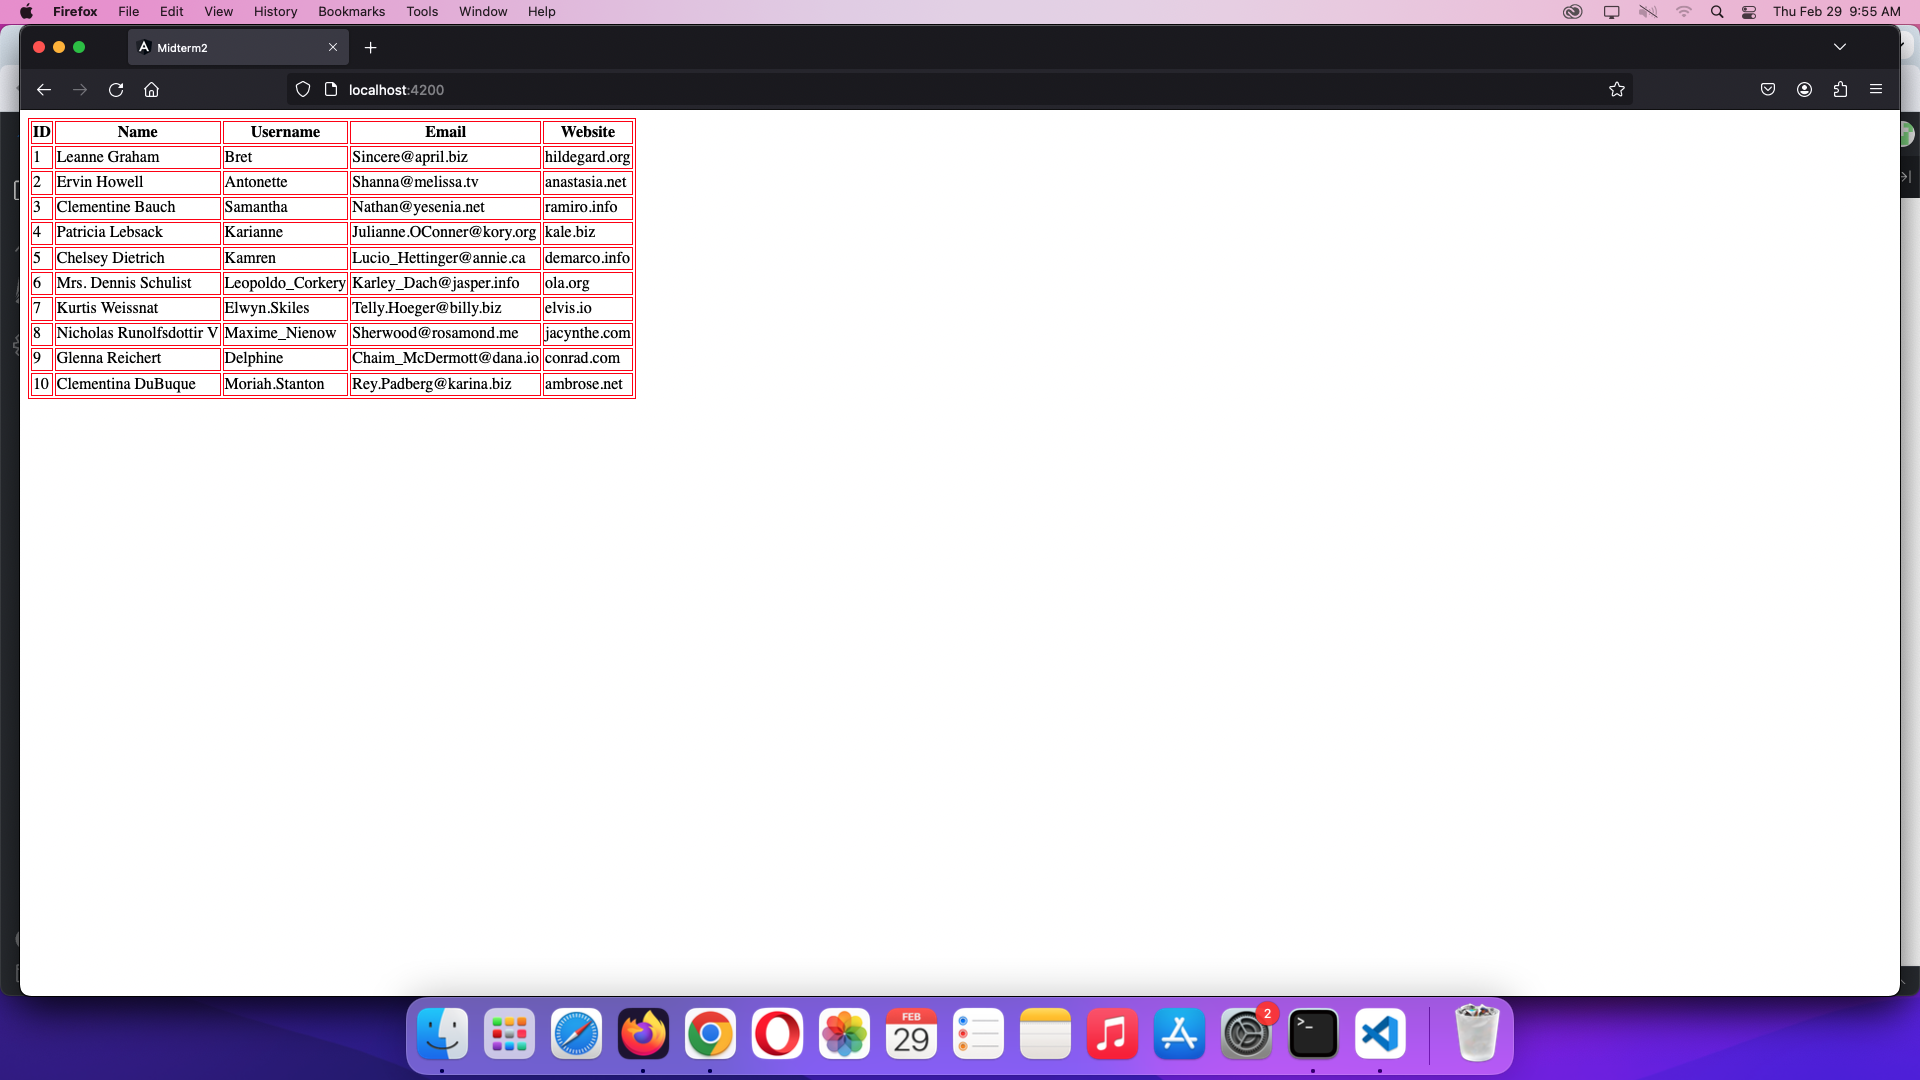 Firefox File Edit View History Bookmarks Tools Window Help Thu Feb 29 9:55 AM
Midterm2
localhost:4200
ID Name Username Email Website
1 Leanne Graham Bret Sincere@april.biz hildegard.org
2 Ervin Howell Antonette Shanna@melissa.tv anastasia.net
3 Clementine Bauch Samantha Nathan@yesenia.net ramiro.info
4 Patricia Lebsack Karianne Julianne.OConner@kory.org kale.biz
5 Chelsey Dietrich Kamren Lucio_Hettinger@annie.ca demarco.info
6 Mrs. Dennis Schulist Leopoldo_Corkery Karley_Dach@jasper.info ola.org
7 Kurtis Weissnat Elwyn.Skiles Telly.Hoeger@billy.biz elvis.io
8 Nicholas Runolfsdottir V Maxime_Nienow Sherwood@rosamond.me jacynthe.com
9 Glenna Reichert Delphine Chaim_McDermott@dana.io conrad.com
10 Clementina DuBuque Moriah.Stanton Rey.Padberg@karina.biz ambrose.net
FEB
29
2
>_